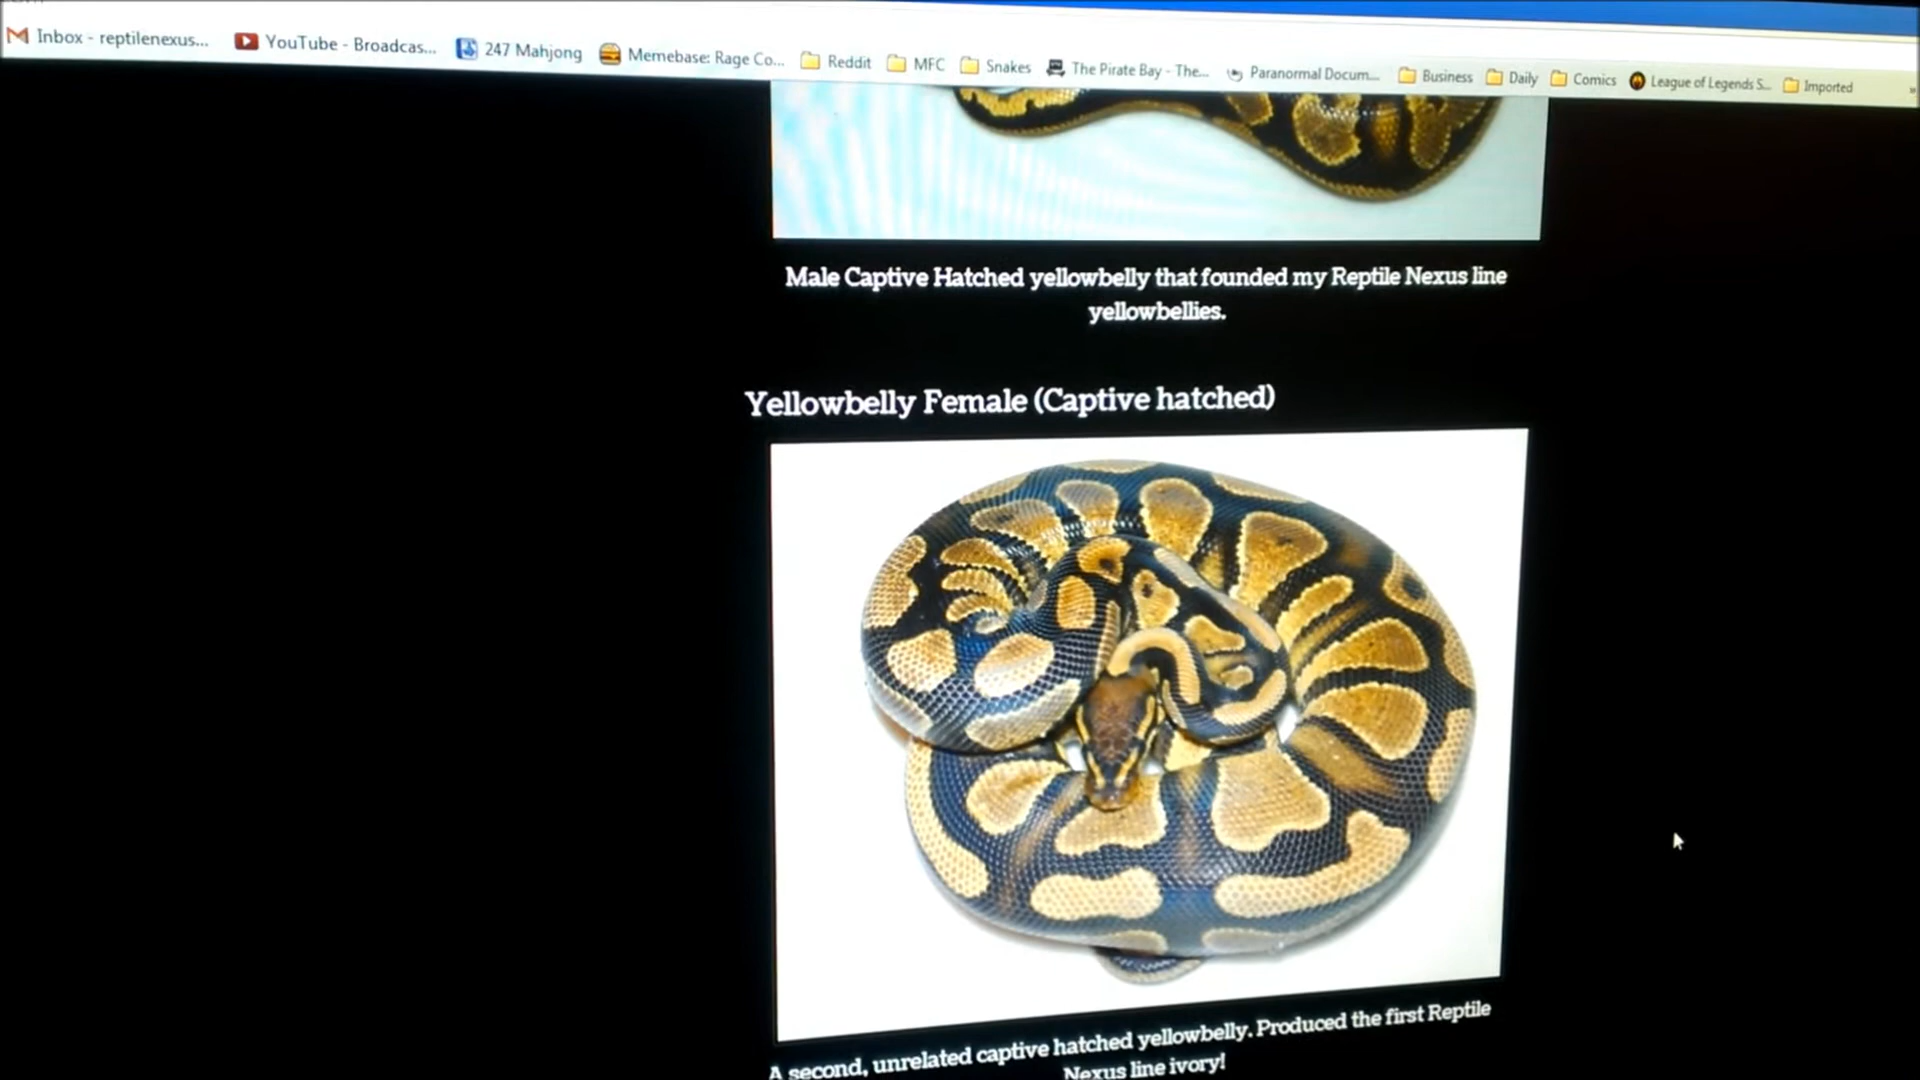 Inbox - reptilenexus...
YouTube - Broadcas...
247 Mahjong
Memebase: Rage Co...
Reddit
MFC
Snakes
The Pirate Bay - The...
Paranormal Docum...
Business
Daily
Comics
League of Legends S...
Imported
»
Male Captive Hatched yellowbelly that founded my Reptile Nexus line
yellowbellies.
Yellowbelly Female (Captive hatched)
A second, unrelated captive hatched yellowbelly. Produced the first Reptile
Nexus line ivory!